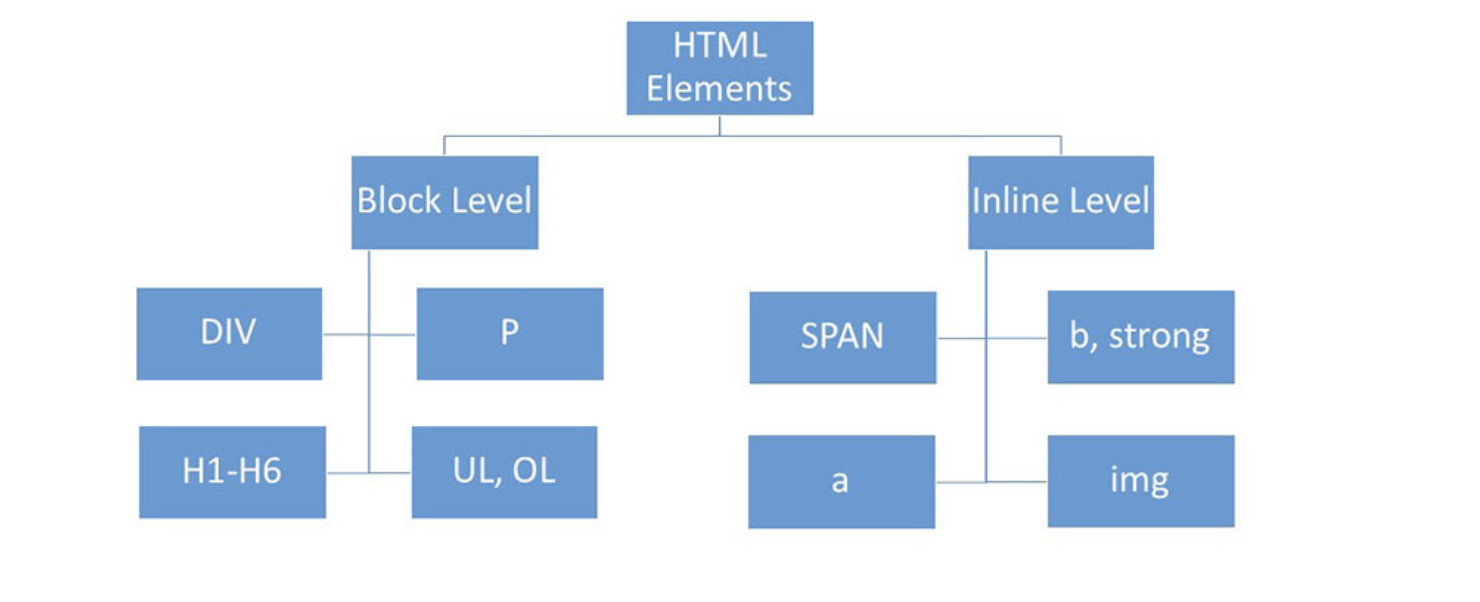 HTML
Elements
Block Level
Inline Level
DIV
P
SPAN
b, strong
H1-H6
UL, OL
a
img